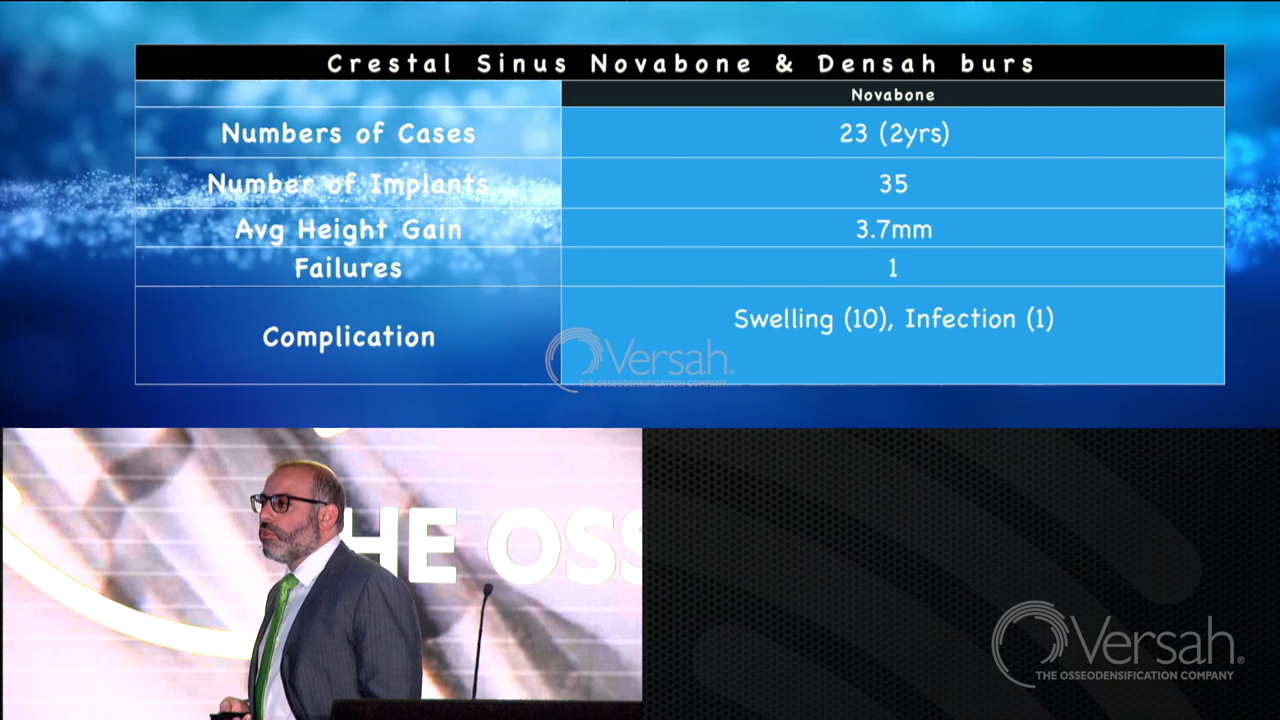 Crestal Sinus Novabone & Densah burs
Novabone
Numbers of Cases 23 (2yrs)
Number of Implants 35
Avg Height Gain 3.7mm
Failures 1
Complication Swelling (10), Infection (1)
Versah®
THE OSSEODENSIFICATION COMPANY
HE OSS
Versah®
THE OSSEODENSIFICATION COMPANY